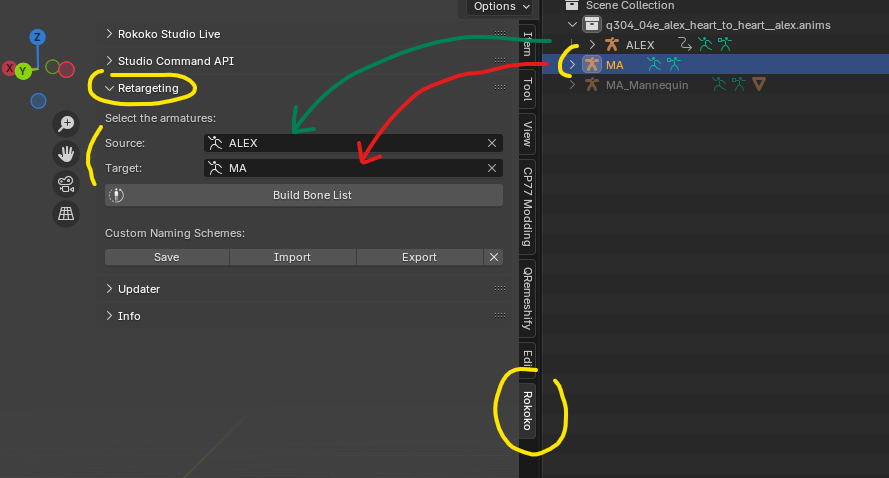 Options
Scene Collection
q304_04e_alex_heart_to_heart__alex.anims
ALEX
MA
MA_Mannequin
Rokoko Studio Live
Studio Command API
Retargeting
Select the armatures:
Source: ALEX
Target: MA
Build Bone List
Custom Naming Schemes:
Save Import Export
Updater
Info
Item
Tool
View
CP77 Modding
QRemeshify
Edi
Rokoko
Z
X Y